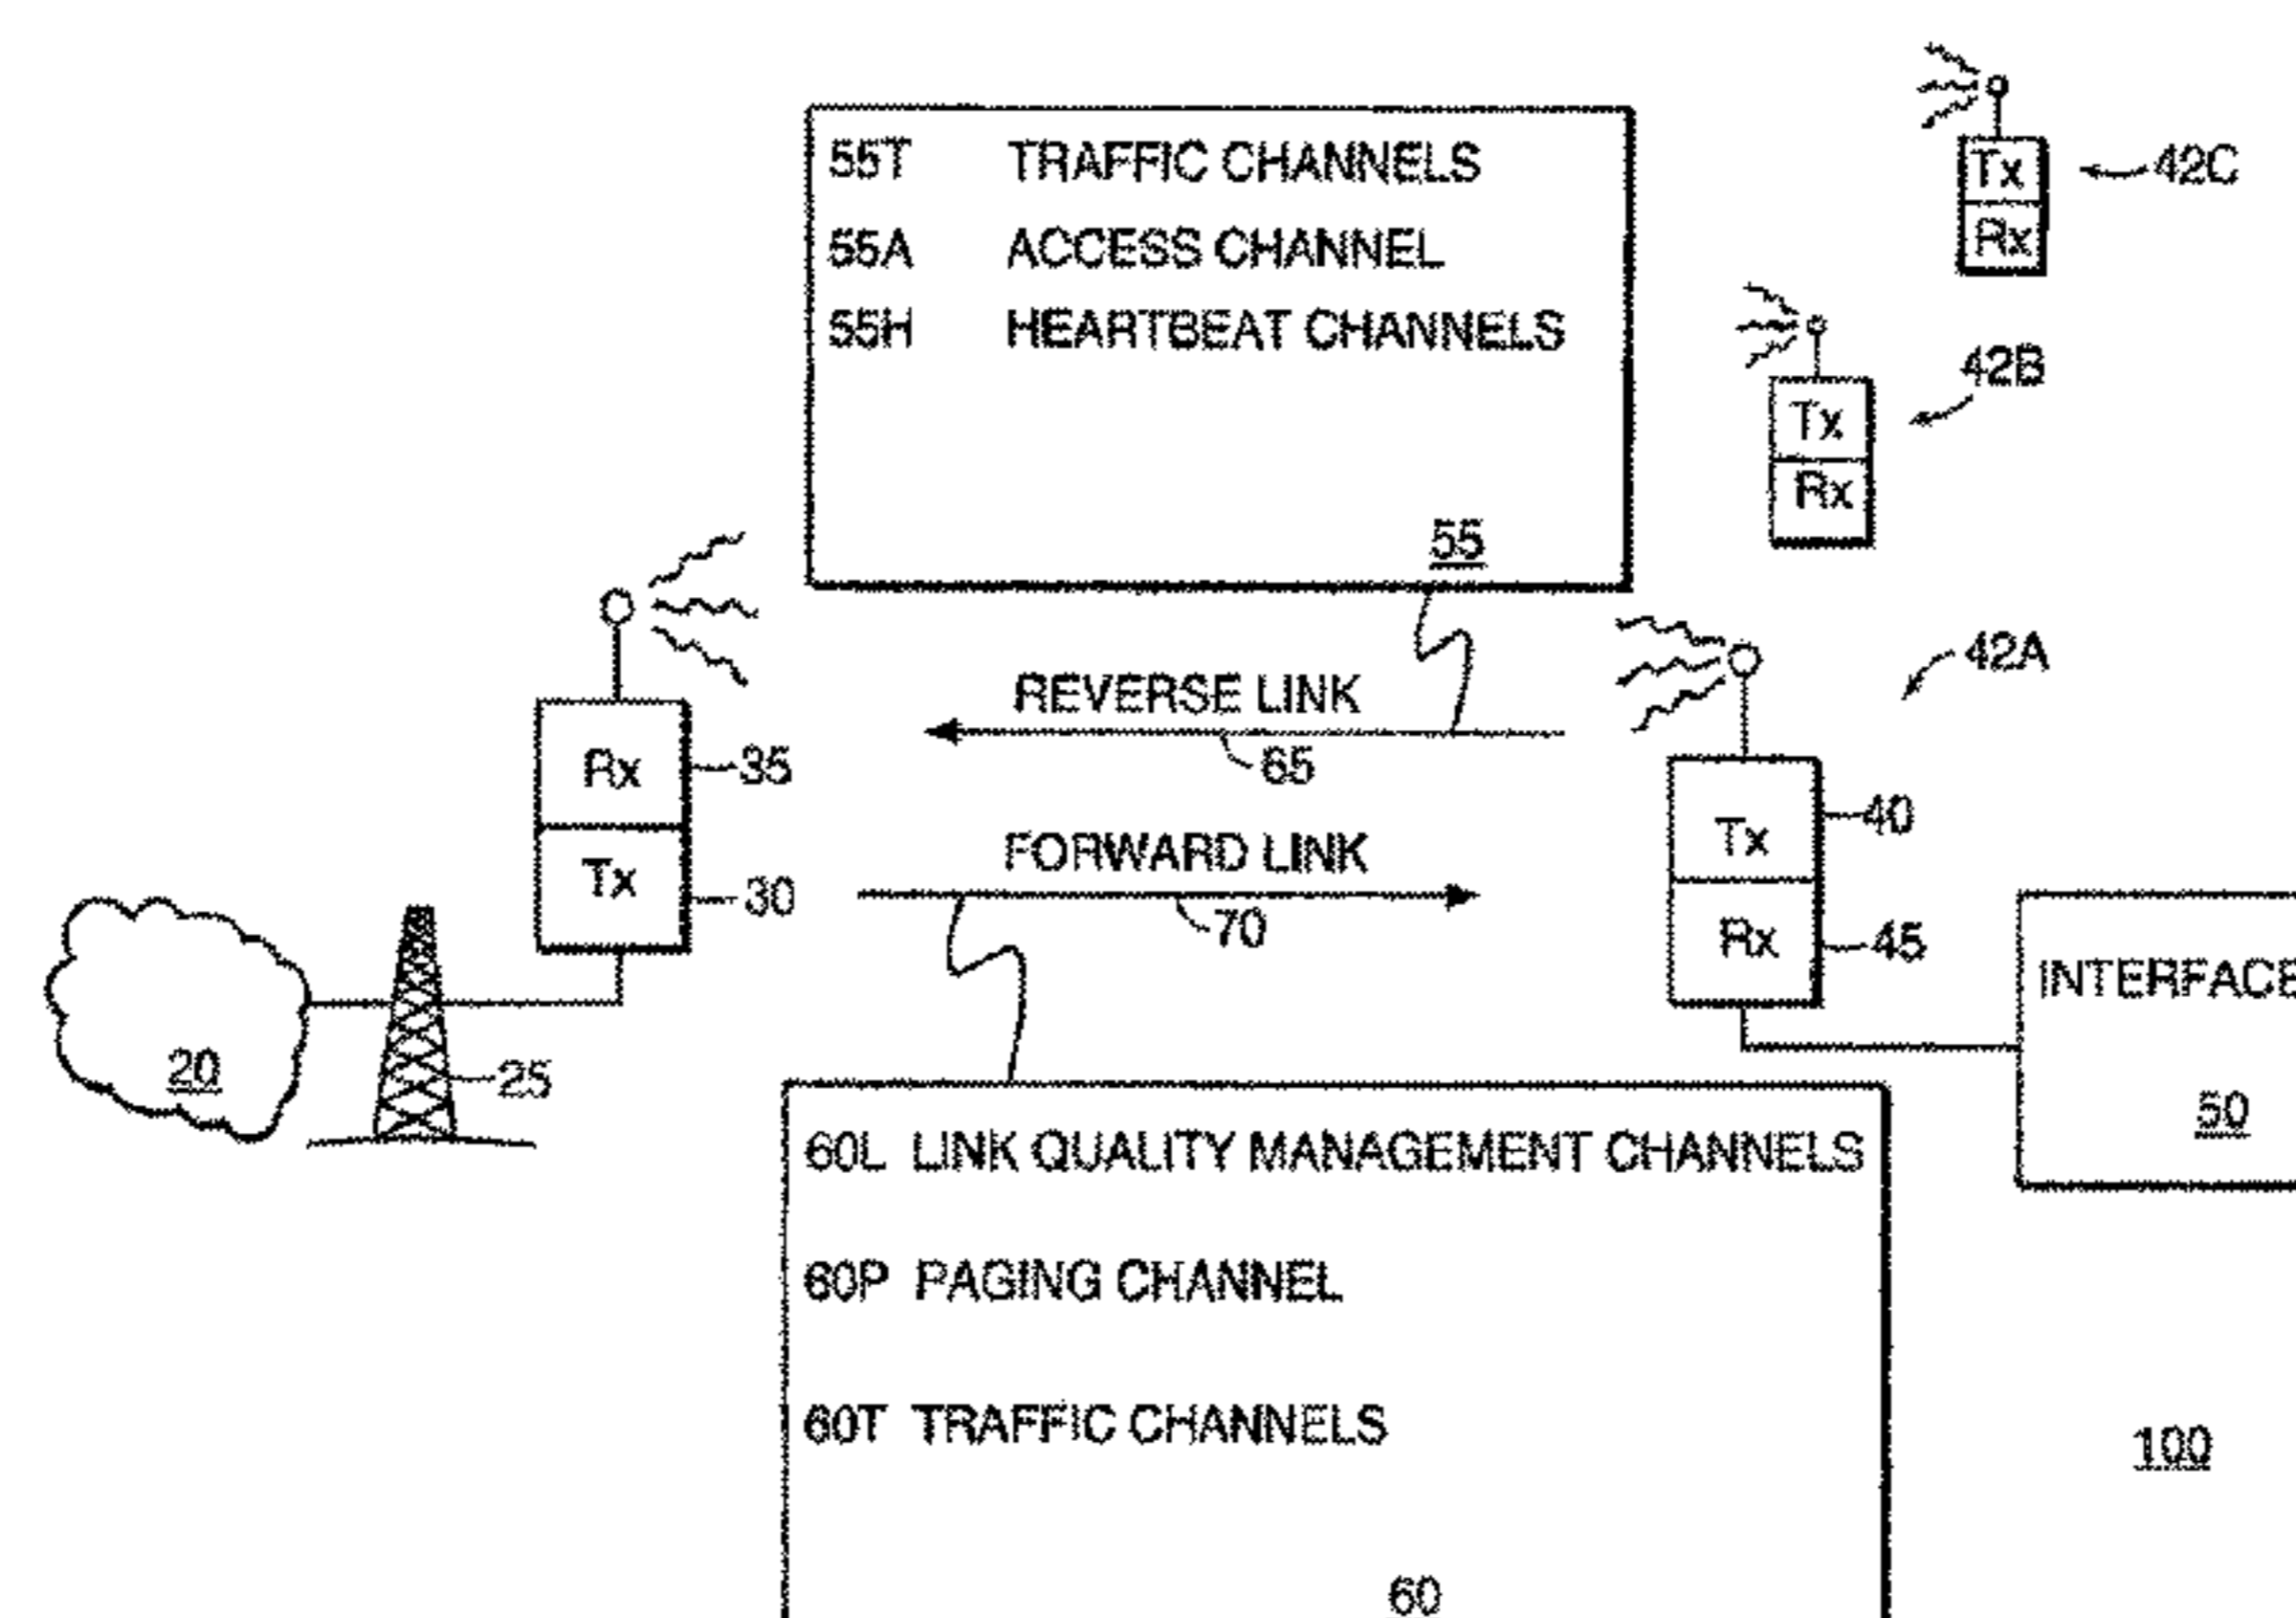 55T TRAFFIC CHANNELS
55A ACCESS CHANNEL
55H HEARTBEAT CHANNELS
55
Tx
Rx
42C
Tx
Rx
42B
42A
REVERSE LINK
65
Rx
35
Tx
30
FORWARD LINK
70
Tx
40
Rx
45
INTERFACE
50
20
25
60L LINK QUALITY MANAGEMENT CHANNELS
60P PAGING CHANNEL
60T TRAFFIC CHANNELS
60
100